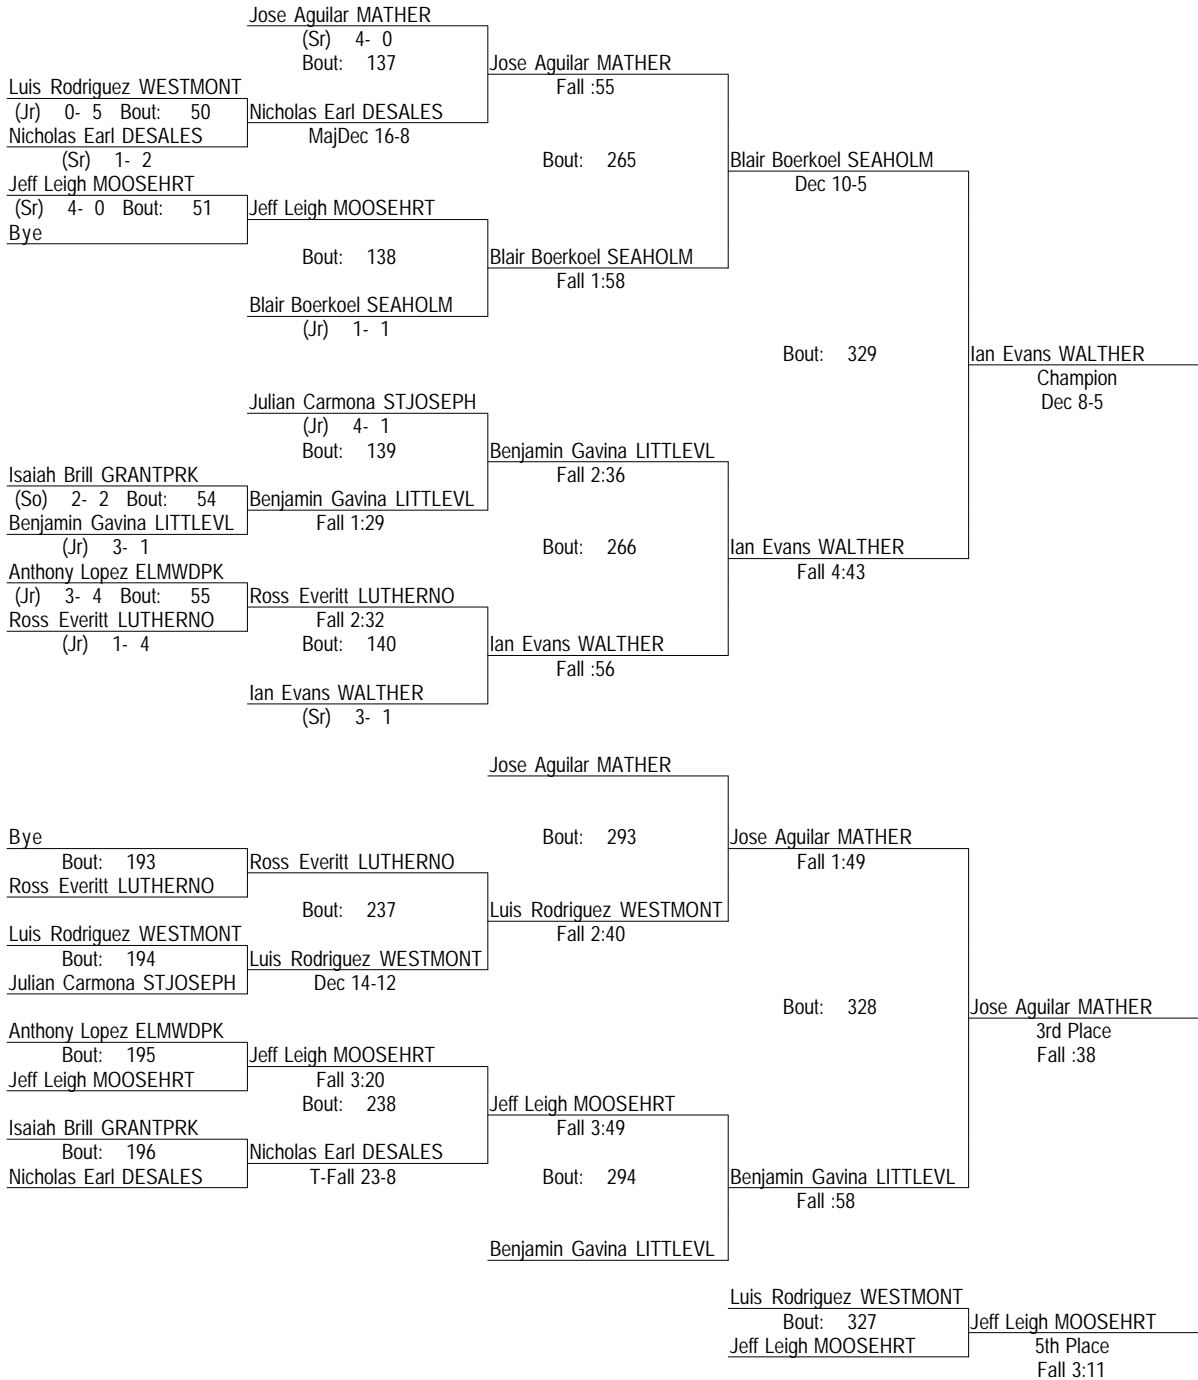 Jose Aguilar MATHER
(Sr) 4- 0
Bout: 137
Jose Aguilar MATHER
Fall :55
Luis Rodriguez WESTMONT
(Jr) 0- 5 Bout: 50
Nicholas Earl DESALES
Nicholas Earl DESALES
MajDec 16-8
(Sr) 1- 2
Bout: 265
Blair Boerkoel SEAHOLM
Dec 10-5
Jeff Leigh MOOSEHRT
(Sr) 4- 0 Bout: 51
Jeff Leigh MOOSEHRT
Bye
Bout: 138
Blair Boerkoel SEAHOLM
Fall 1:58
Blair Boerkoel SEAHOLM
(Jr) 1- 1
Bout: 329
Ian Evans WALTHER
Champion
Dec 8-5
Julian Carmona STJOSEPH
(Jr) 4- 1
Bout: 139
Benjamin Gavina LITTLEVL
Fall 2:36
Isaiah Brill GRANTPRK
(So) 2- 2 Bout: 54
Benjamin Gavina LITTLEVL
Benjamin Gavina LITTLEVL
Fall 1:29
(Jr) 3- 1
Bout: 266
Ian Evans WALTHER
Fall 4:43
Anthony Lopez ELMWDPK
(Jr) 3- 4 Bout: 55
Ross Everitt LUTHERNO
Ross Everitt LUTHERNO
Fall 2:32
(Jr) 1- 4
Bout: 140
Ian Evans WALTHER
Fall :56
Ian Evans WALTHER
(Sr) 3- 1
Jose Aguilar MATHER
Bye
Bout: 293
Jose Aguilar MATHER
Fall 1:49
Bout: 193
Ross Everitt LUTHERNO
Ross Everitt LUTHERNO
Bout: 237
Luis Rodriguez WESTMONT
Fall 2:40
Luis Rodriguez WESTMONT
Bout: 194
Luis Rodriguez WESTMONT
Julian Carmona STJOSEPH
Dec 14-12
Bout: 328
Jose Aguilar MATHER
3rd Place
Fall :38
Anthony Lopez ELMWDPK
Bout: 195
Jeff Leigh MOOSEHRT
Jeff Leigh MOOSEHRT
Fall 3:20
Bout: 238
Jeff Leigh MOOSEHRT
Fall 3:49
Isaiah Brill GRANTPRK
Bout: 196
Nicholas Earl DESALES
Nicholas Earl DESALES
T-Fall 23-8
Bout: 294
Benjamin Gavina LITTLEVL
Fall :58
Benjamin Gavina LITTLEVL
Luis Rodriguez WESTMONT
Bout: 327
Jeff Leigh MOOSEHRT
Jeff Leigh MOOSEHRT
5th Place
Fall 3:11